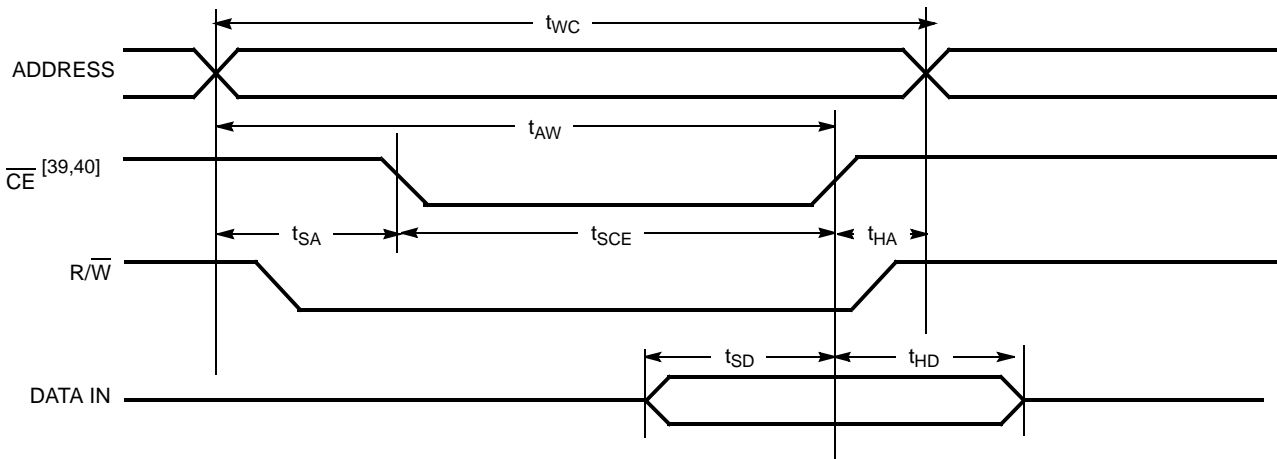 tWC
ADDRESS
tAW
CE [39,40]
tSA
tSCE
tHA
R/W
tSD
tHD
DATA IN